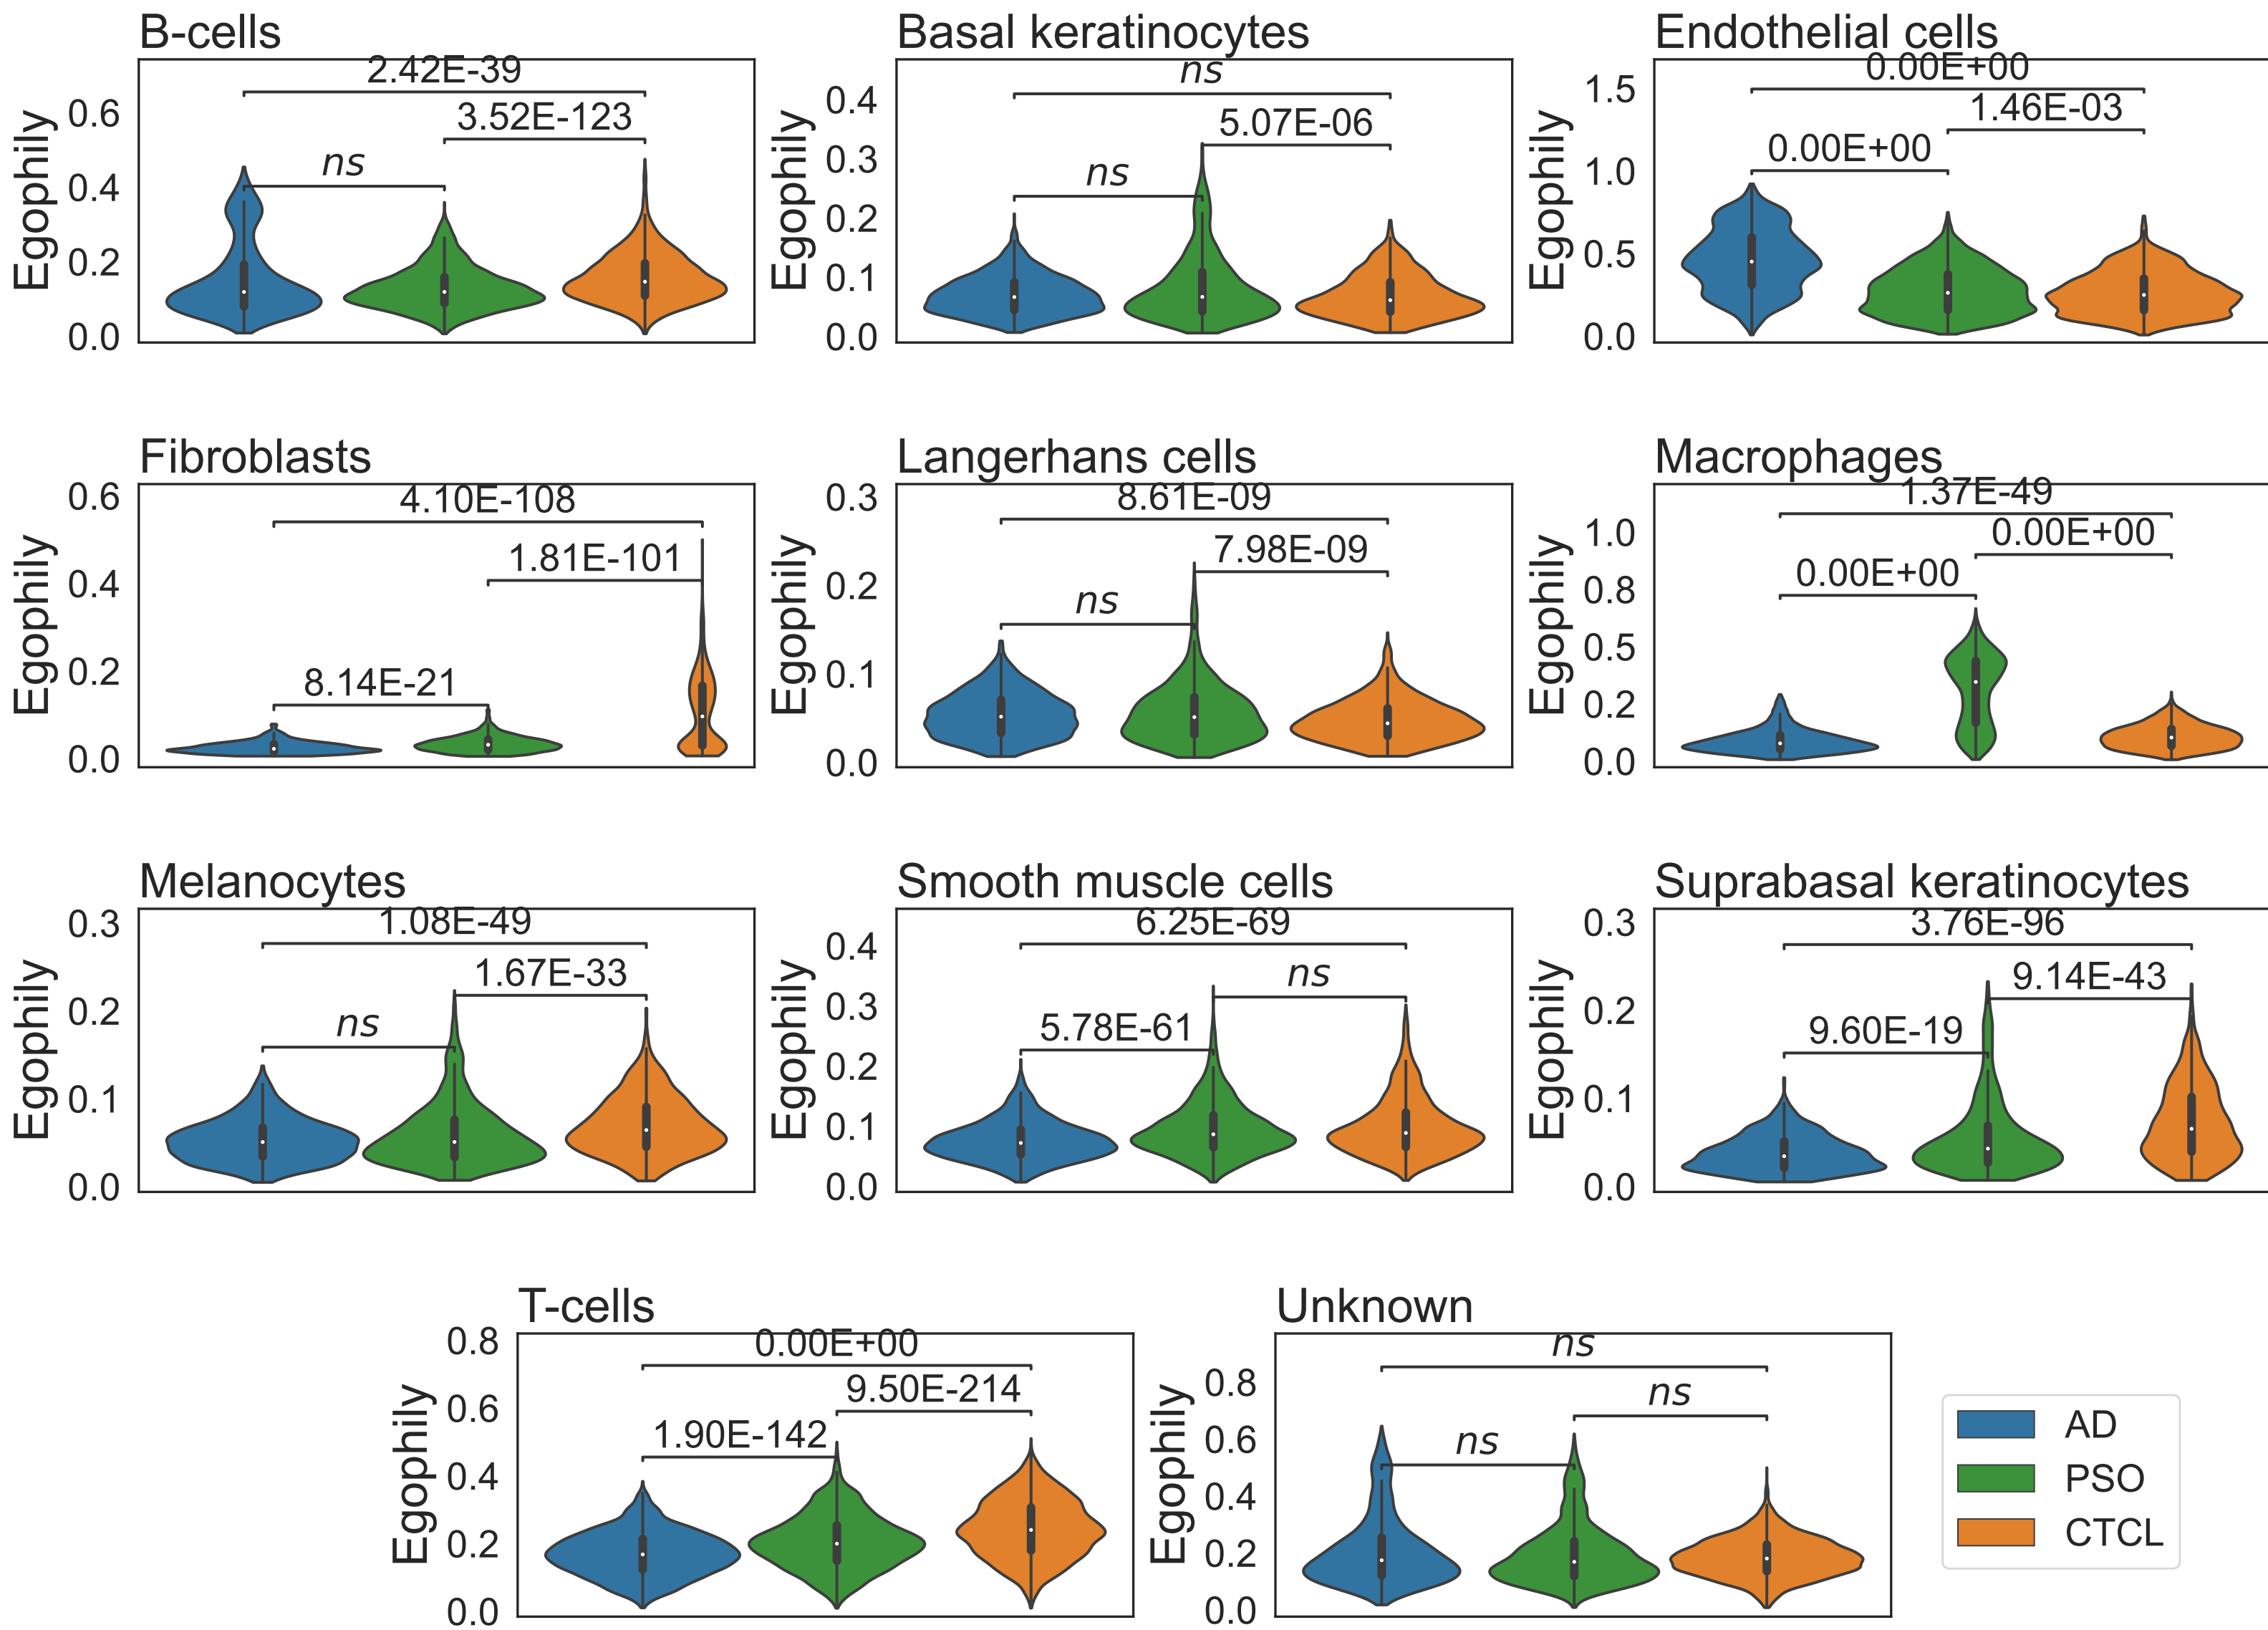 B-cells
2.42E-39
3.52E-123
ns
Egophily
0.6
0.4
0.2
0.0
Basal keratinocytes
ns
5.07E-06
ns
Egophily
0.4
0.3
0.2
0.1
0.0
Endothelial cells
0.00E+00
1.46E-03
0.00E+00
Egophily
1.5
1.0
0.5
0.0
Fibroblasts
4.10E-108
1.81E-101
8.14E-21
Egophily
0.6
0.4
0.2
0.0
Langerhans cells
8.61E-09
7.98E-09
ns
Egophily
0.3
0.2
0.1
0.0
Macrophages
1.37E-49
0.00E+00
0.00E+00
Egophily
1.0
0.8
0.5
0.2
0.0
Melanocytes
1.08E-49
1.67E-33
ns
Egophily
0.3
0.2
0.1
0.0
Smooth muscle cells
6.25E-69
ns
5.78E-61
Egophily
0.4
0.3
0.2
0.1
0.0
Suprabasal keratinocytes
3.76E-96
9.14E-43
9.60E-19
Egophily
0.3
0.2
0.1
0.0
T-cells
0.00E+00
9.50E-214
1.90E-142
Egophily
0.8
0.6
0.4
0.2
0.0
Unknown
ns
ns
ns
Egophily
0.8
0.6
0.4
0.2
0.0
AD
PSO
CTCL